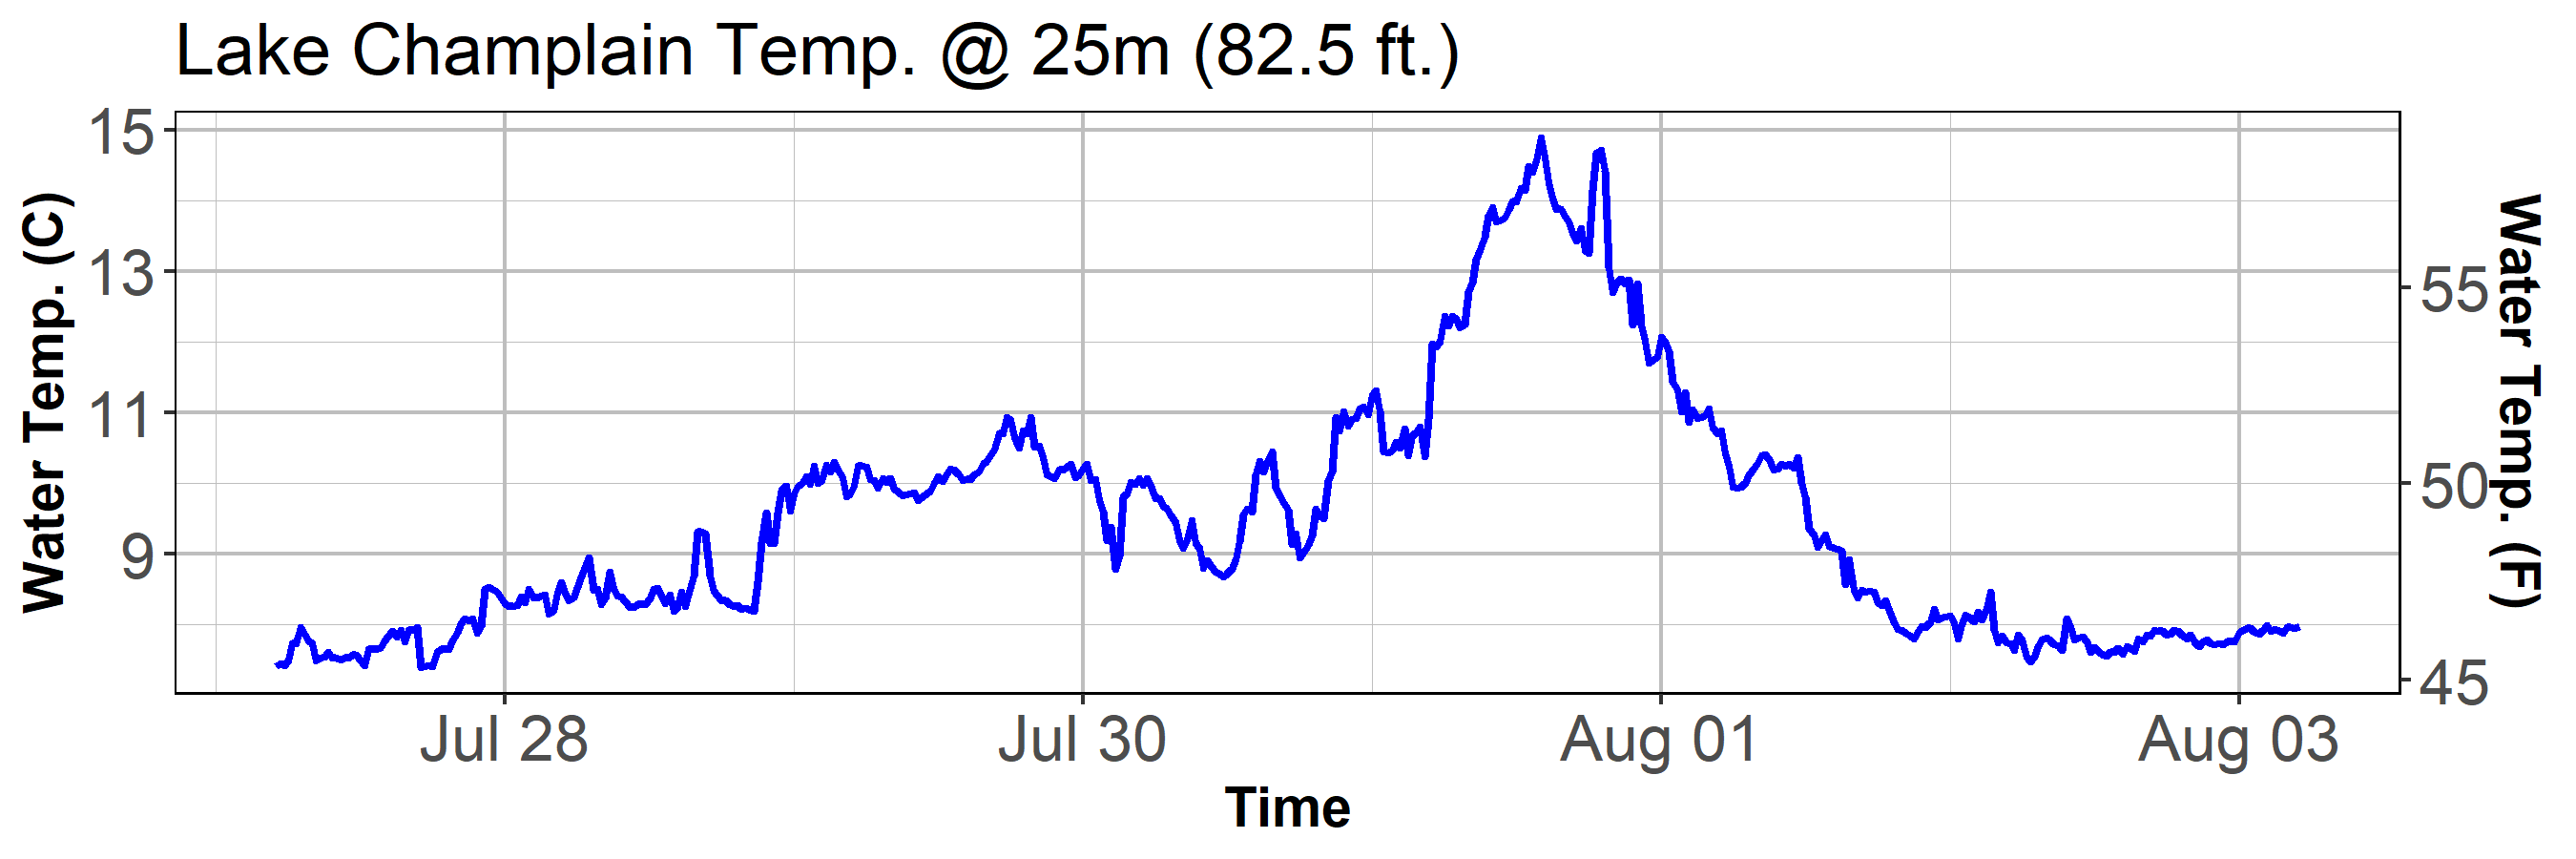 Lake Champlain Temp. @ 25m (82.5 ft.)
Water Temp. (C)
15
13
11
9
Water Temp. (F)
55
50
45
Jul 28
Jul 30
Aug 01
Aug 03
Time